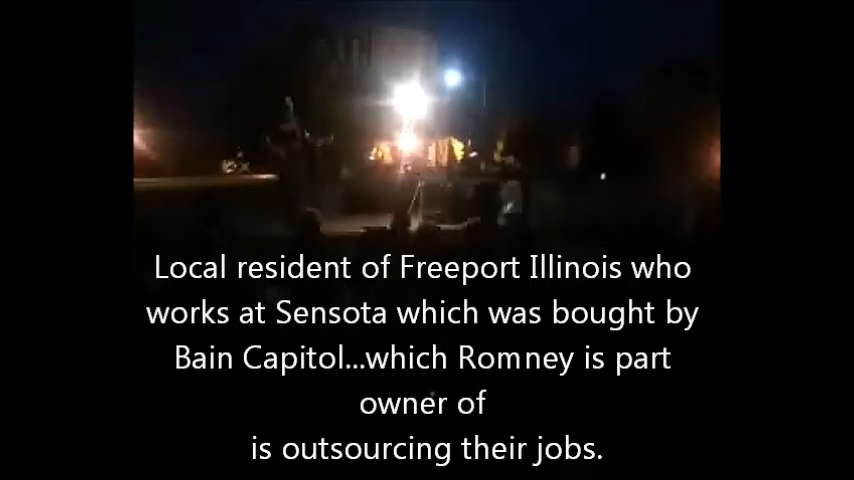 Local resident of Freeport Illinois who
works at Sensota which was bought by
Bain Capitol...which Romney is part
owner of
is outsourcing their jobs.